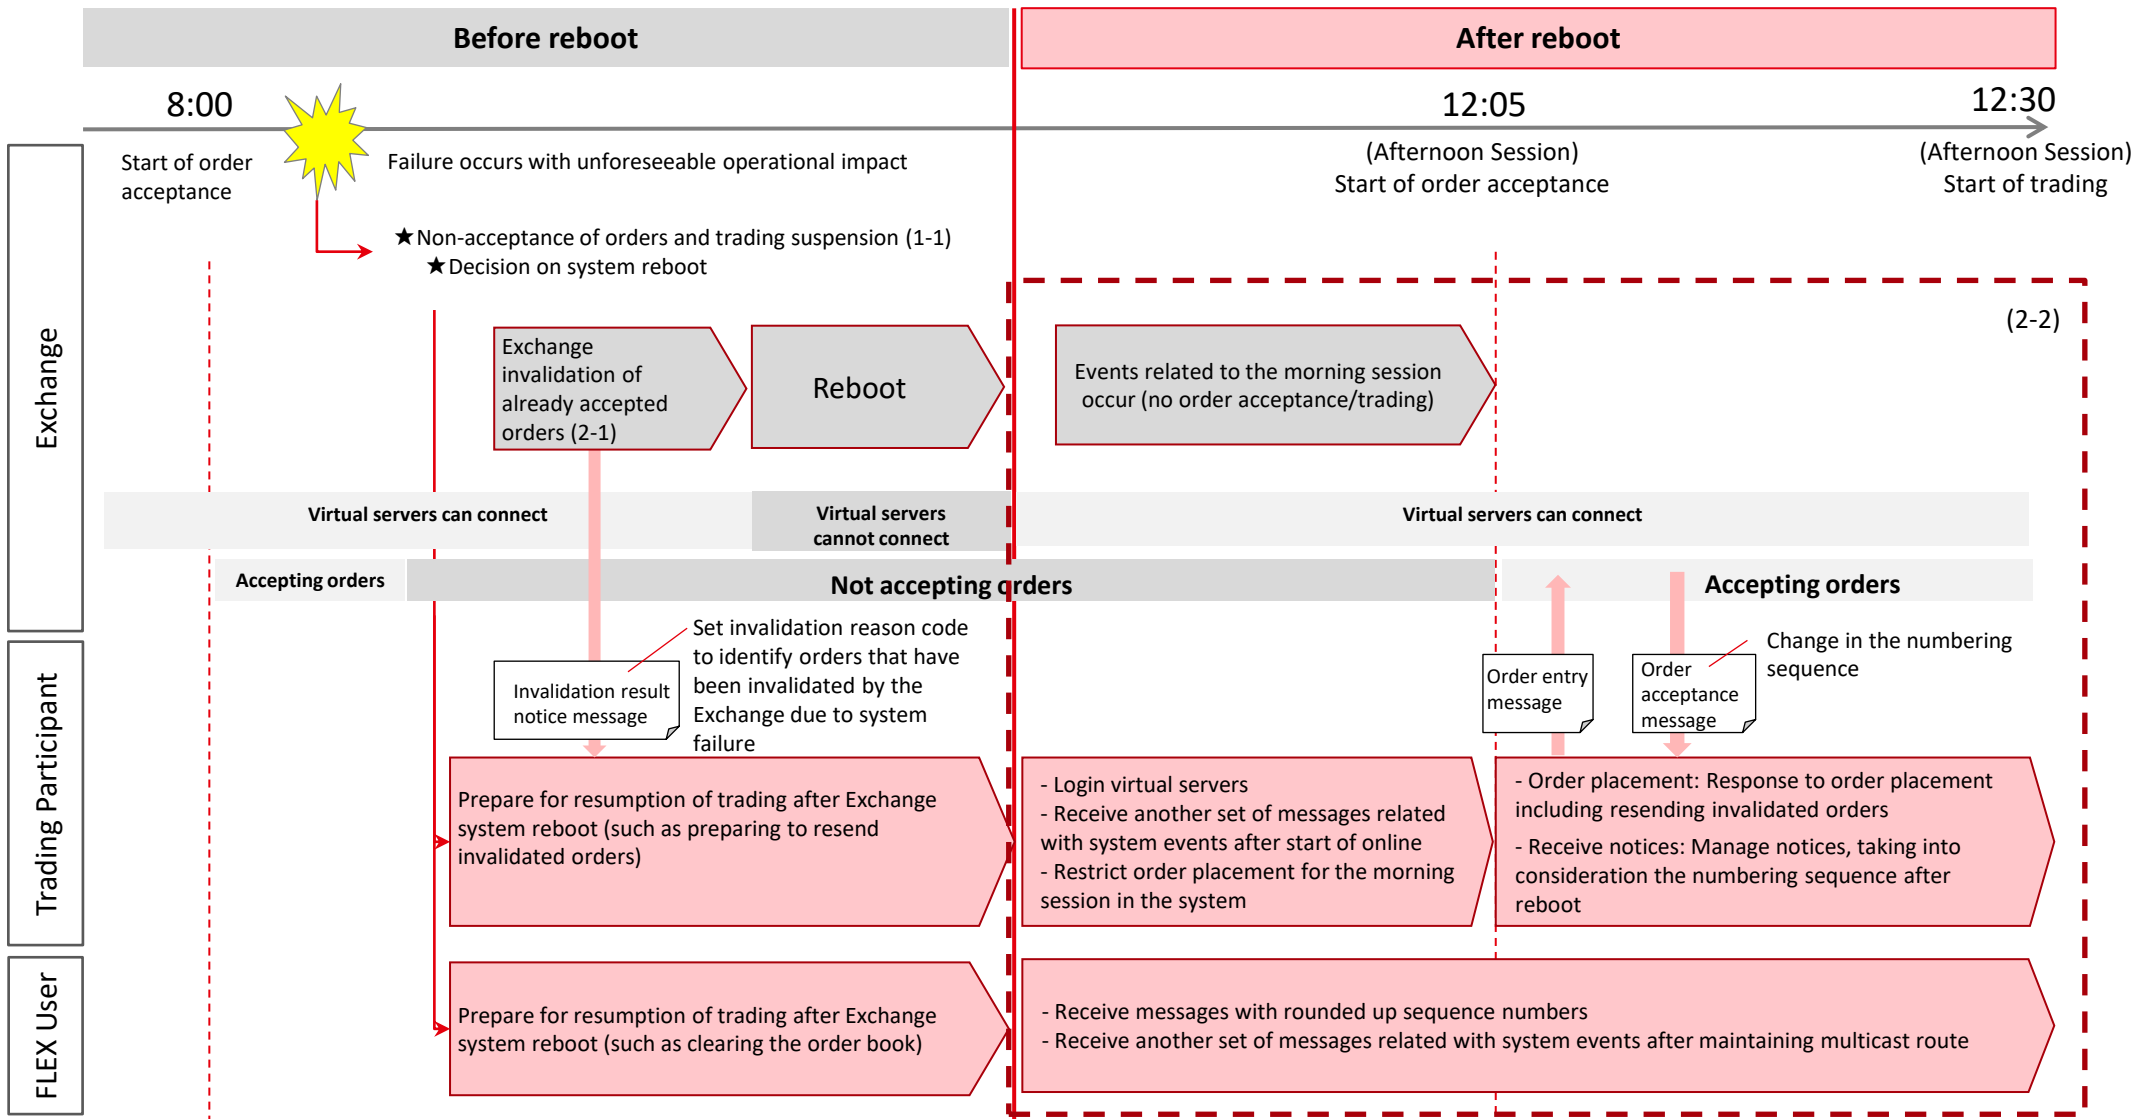 Before reboot
After reboot
8:00
12:05
12:30
Start of order
acceptance
Failure occurs with unforeseeable operational impact
(Afternoon Session)
Start of order acceptance
(Afternoon Session)
Start of trading
★Non-acceptance of orders and trading suspension (1-1)
★Decision on system reboot
(2-2)
Exchange
Exchange
invalidation of
already accepted
orders (2-1)
Reboot
Events related to the morning session
occur (no order acceptance/trading)
Virtual servers can connect
Virtual servers
cannot connect
Virtual servers can connect
Accepting orders
Not accepting orders
Accepting orders
Trading Participant
Invalidation result
notice message
Set invalidation reason code
to identify orders that have
been invalidated by the
Exchange due to system
failure
Order entry
message
Order
acceptance
message
Change in the numbering
sequence
Prepare for resumption of trading after Exchange
system reboot (such as preparing to resend
invalidated orders)
- Login virtual servers
- Receive another set of messages related
with system events after start of online
- Restrict order placement for the morning
session in the system
- Order placement: Response to order placement
including resending invalidated orders
- Receive notices: Manage notices, taking into
consideration the numbering sequence after
reboot
FLEX User
Prepare for resumption of trading after Exchange
system reboot (such as clearing the order book)
- Receive messages with rounded up sequence numbers
- Receive another set of messages related with system events after maintaining multicast route